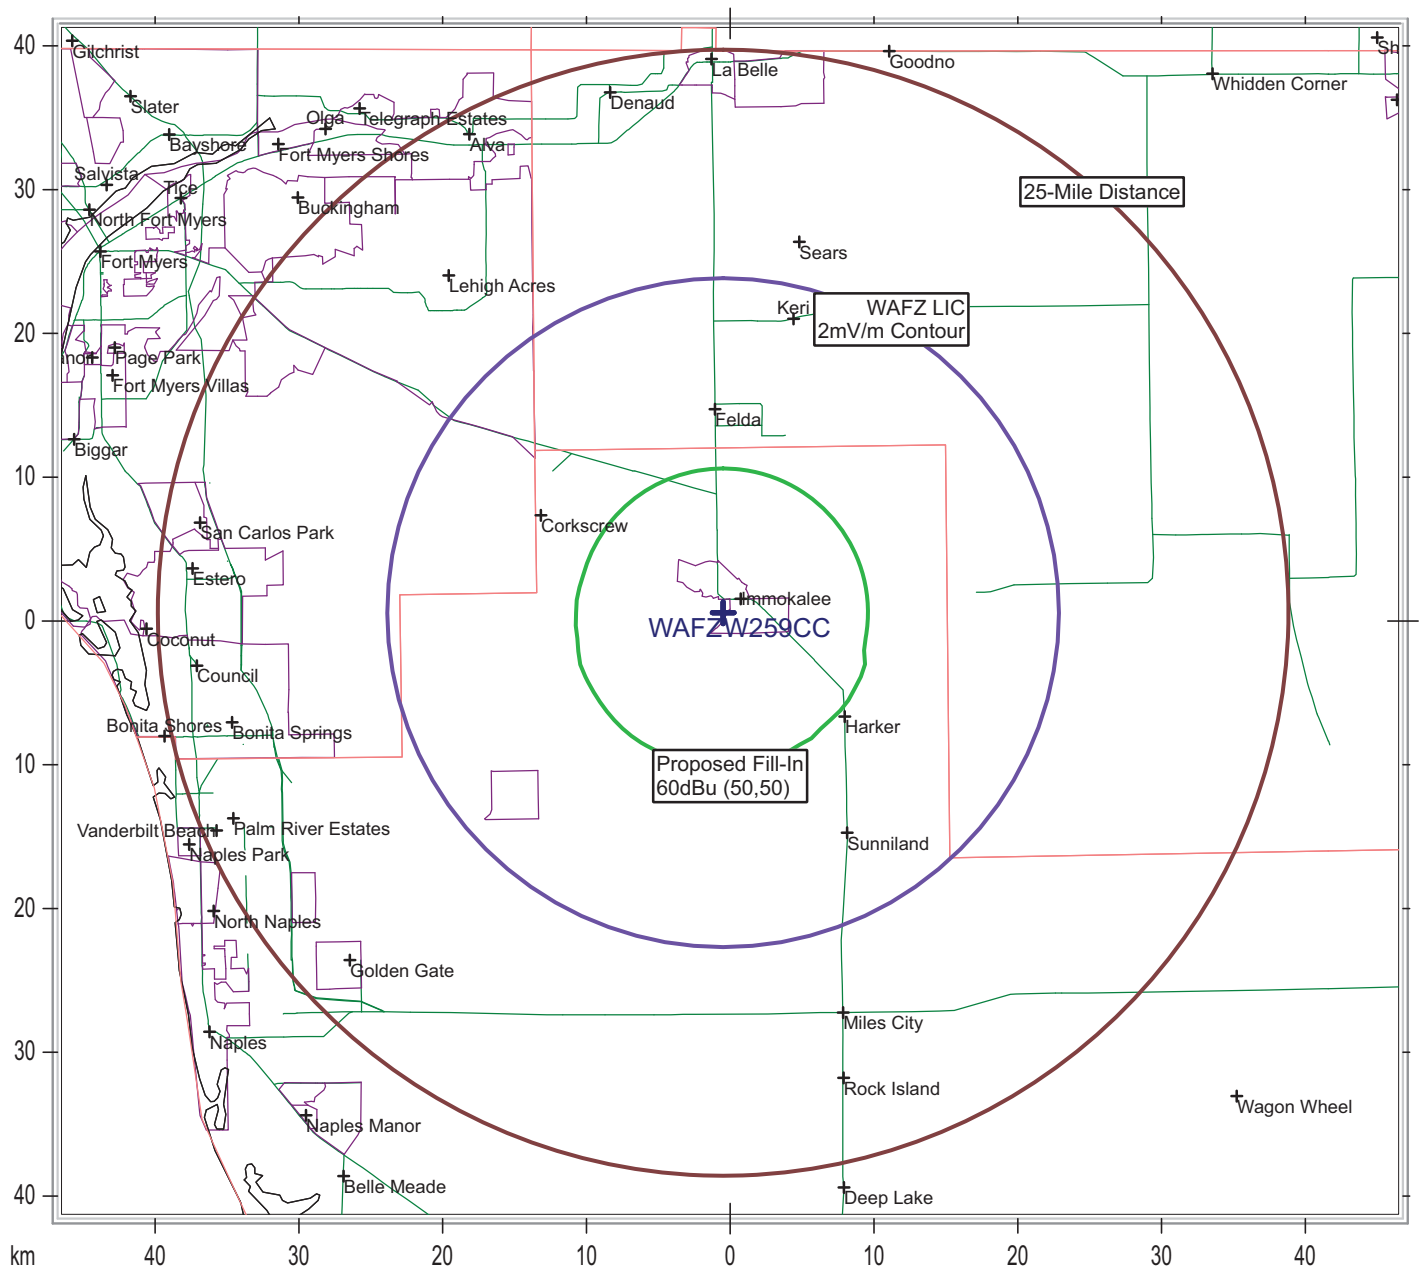 40
Gilchrist
La Belle
Goodno
Sh
Whidden Corner
Slater
Olga
Telegraph Estates
Denaud
Bayshore
Fort Myers Shores
Alva
30
Salvista
Tice
25-Mile Distance
North Fort Myers
Buckingham
Fort Myers
Sears
Lehigh Acres
Keri
WAFZ LIC
2mV/m Contour
20
Page Park
Fort Myers Villas
Felda
Biggar
10
San Carlos Park
Corkscrew
Estero
Immokalee
0
Coconut
WAFZW259CC
Council
Bonita Shores
Bonita Springs
Harker
10
Proposed Fill-In
60dBu (50,50)
Vanderbilt Beach
Palm River Estates
Naples Park
Sunniland
20
North Naples
Golden Gate
Miles City
Naples
30
Rock Island
Wagon Wheel
Naples Manor
40
Belle Meade
Deep Lake
km
40
30
20
10
0
10
20
30
40